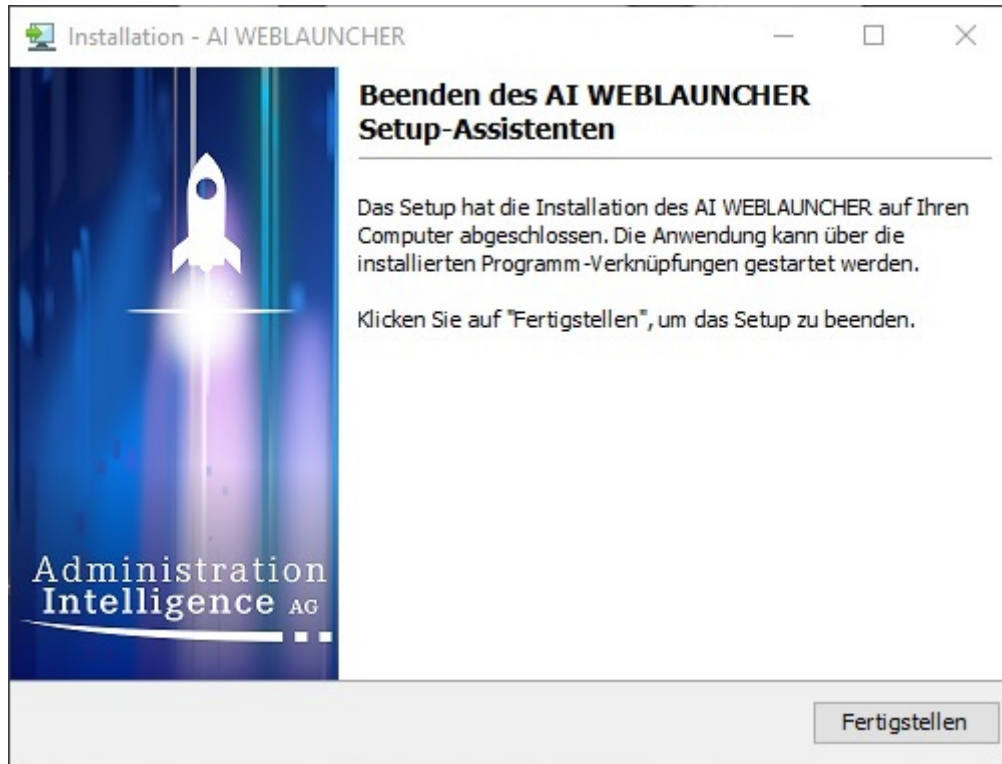 Installation - AI WEBLAUNCHER
Beenden des AI WEBLAUNCHER
Setup-Assistenten
Das Setup hat die Installation des AI WEBLAUNCHER auf Ihren
Computer abgeschlossen. Die Anwendung kann über die
installierten Programm-Verknüpfungen gestartet werden.
Klicken Sie auf "Fertigstellen", um das Setup zu beenden.
Administration
Intelligence AG
Fertigstellen